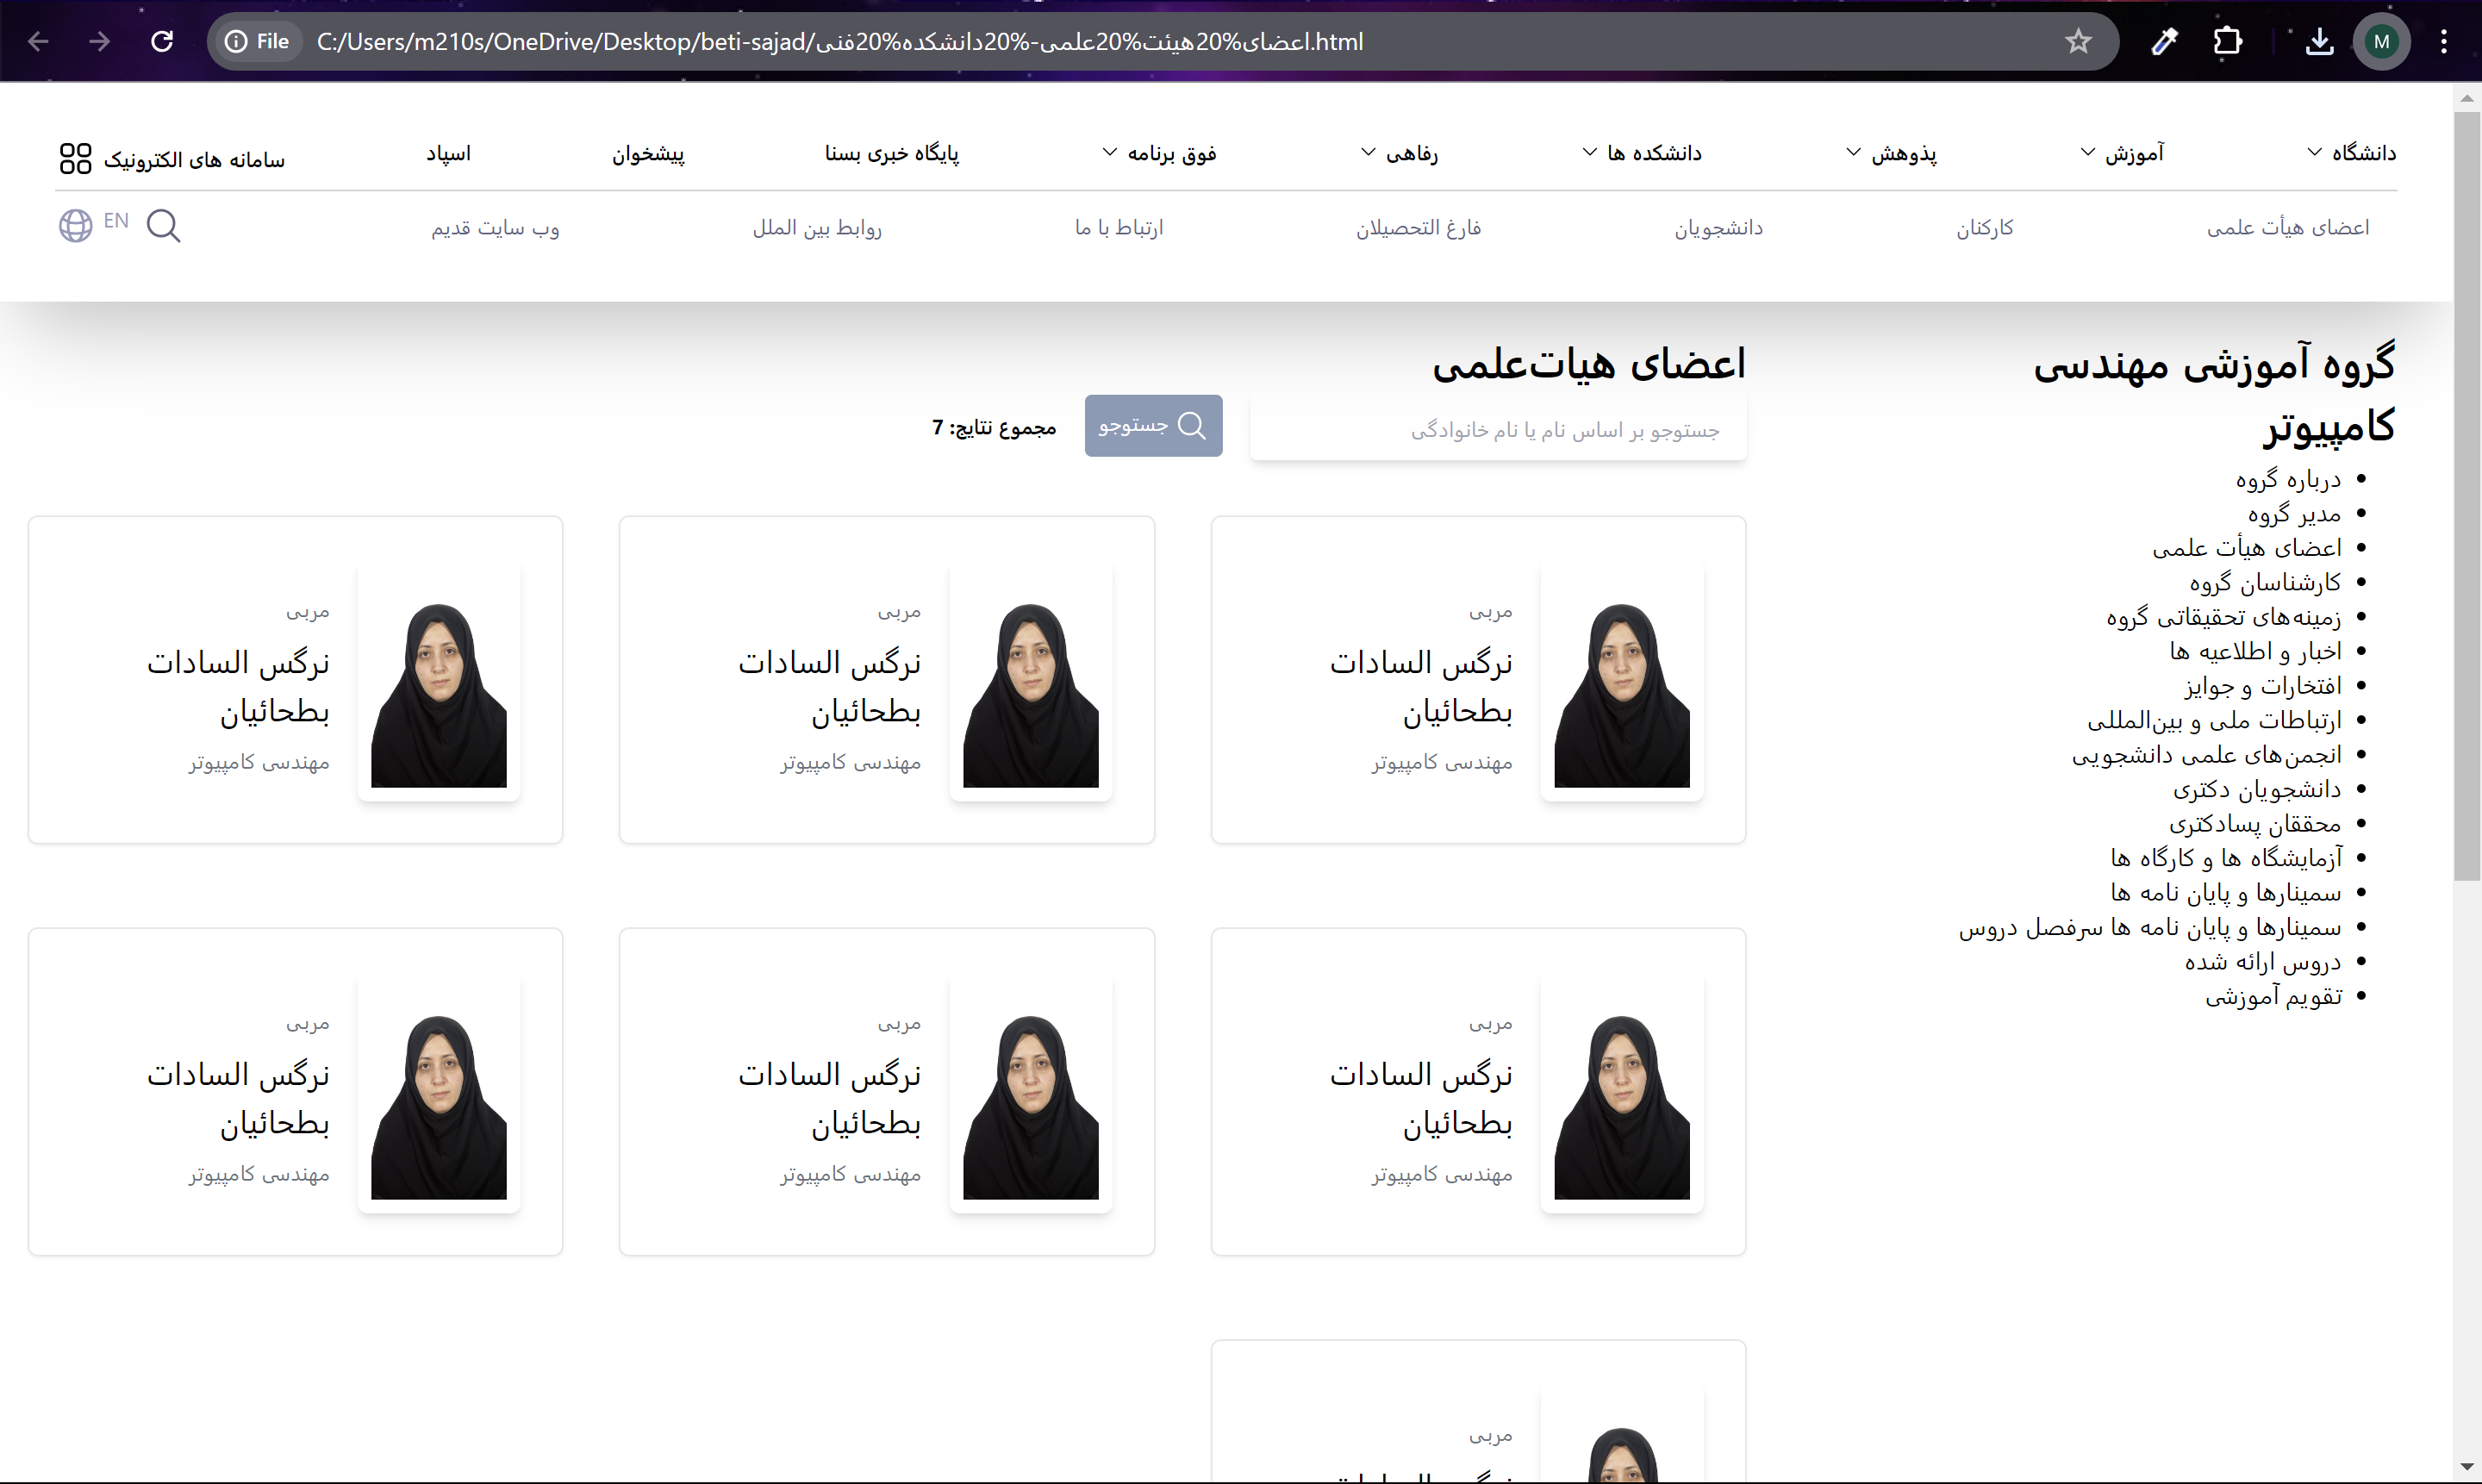 File
C:/Users/m210s/OneDrive/Desktop/beti-sajad/اعضای%20هیئت%20علمی-%20دانشکده%20فنی.html
M
دانشگاه
آموزش
پذوهش
دانشکده ها
رفاهی
فوق برنامه
پایگاه خبری بسنا
پیشخوان
اسپاد
سامانه های الکترونیک
اعضای هیأت علمی
کارکنان
دانشجویان
فارغ التحصیلان
ارتباط با ما
روابط بین الملل
وب سایت قدیم
EN
گروه آموزشی مهندسی
کامپیوتر
درباره گروه
مدیر گروه
اعضای هیأت علمی
کارشناسان گروه
زمینه‌های تحقیقاتی گروه
اخبار و اطلاعیه ها
افتخارات و جوایز
ارتباطات ملی و بین‌المللی
انجمن‌های علمی دانشجویی
دانشجویان دکتری
محققان پسادکتری
آزمایشگاه ها و کارگاه ها
سمینارها و پایان نامه ها
سمینارها و پایان نامه ها سرفصل دروس
دروس ارائه شده
تقویم آموزشی
اعضای هیات‌علمی
جستوجو بر اساس نام یا نام خانوادگی
جستوجو
مجموع نتایج: 7
مربی
نرگس السادات
بطحائیان
مهندسی کامپیوتر
مربی
نرگس السادات
بطحائیان
مهندسی کامپیوتر
مربی
نرگس السادات
بطحائیان
مهندسی کامپیوتر
مربی
نرگس السادات
بطحائیان
مهندسی کامپیوتر
مربی
نرگس السادات
بطحائیان
مهندسی کامپیوتر
مربی
نرگس السادات
بطحائیان
مهندسی کامپیوتر
مربی